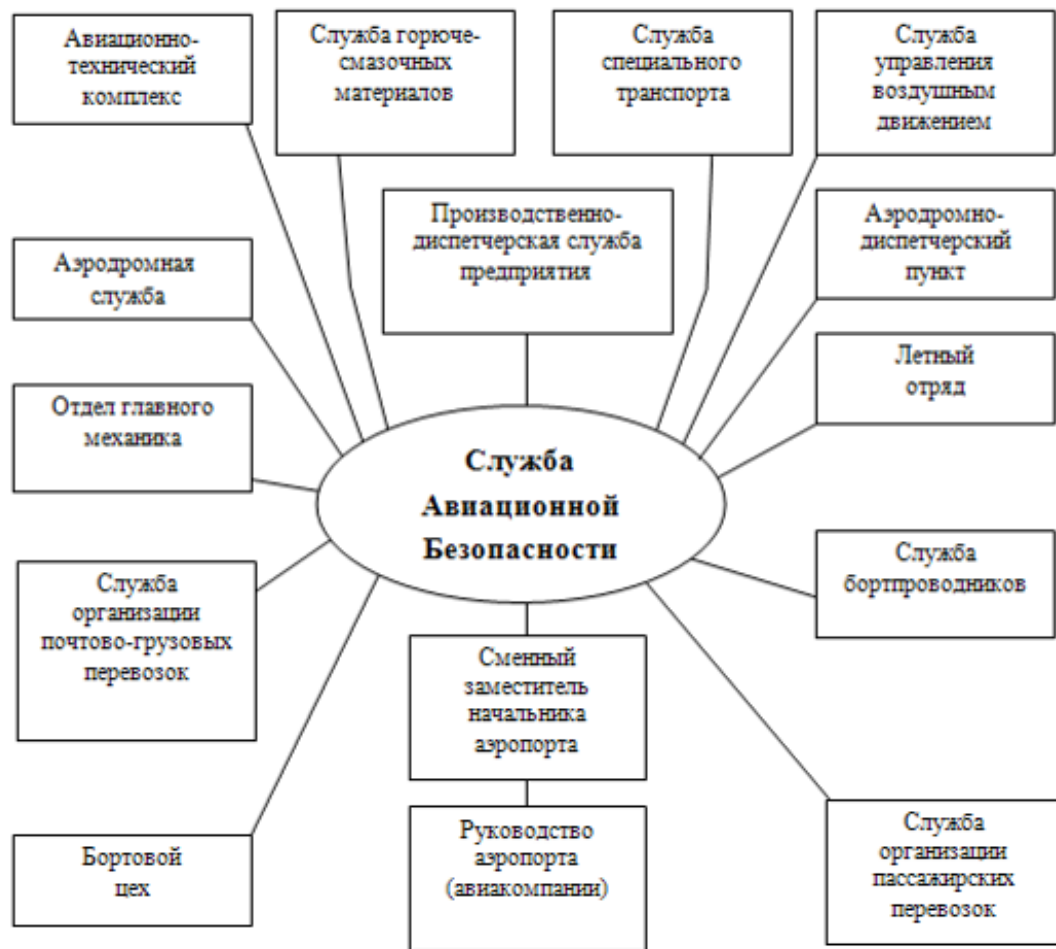 Авиационно-
технический
комплекс
Служба горюче-
смазочных
материалов
Служба
специального
транспорта
Служба
управления
воздушным
движением
Производственно-
диспетчерская служба
предприятия
Аэродромно-
диспетчерский
пункт
Аэродромная
служба
Летный
отряд
Отдел главного
механика
Служба
Авиационной
Безопасности
Служба
бортпроводников
Служба
организации
почтово-грузовых
перевозок
Сменный
заместитель
начальника
аэропорта
Бортовой
цех
Руководство
аэропорта
(авиакомпании)
Служба
организации
пассажирских
перевозок